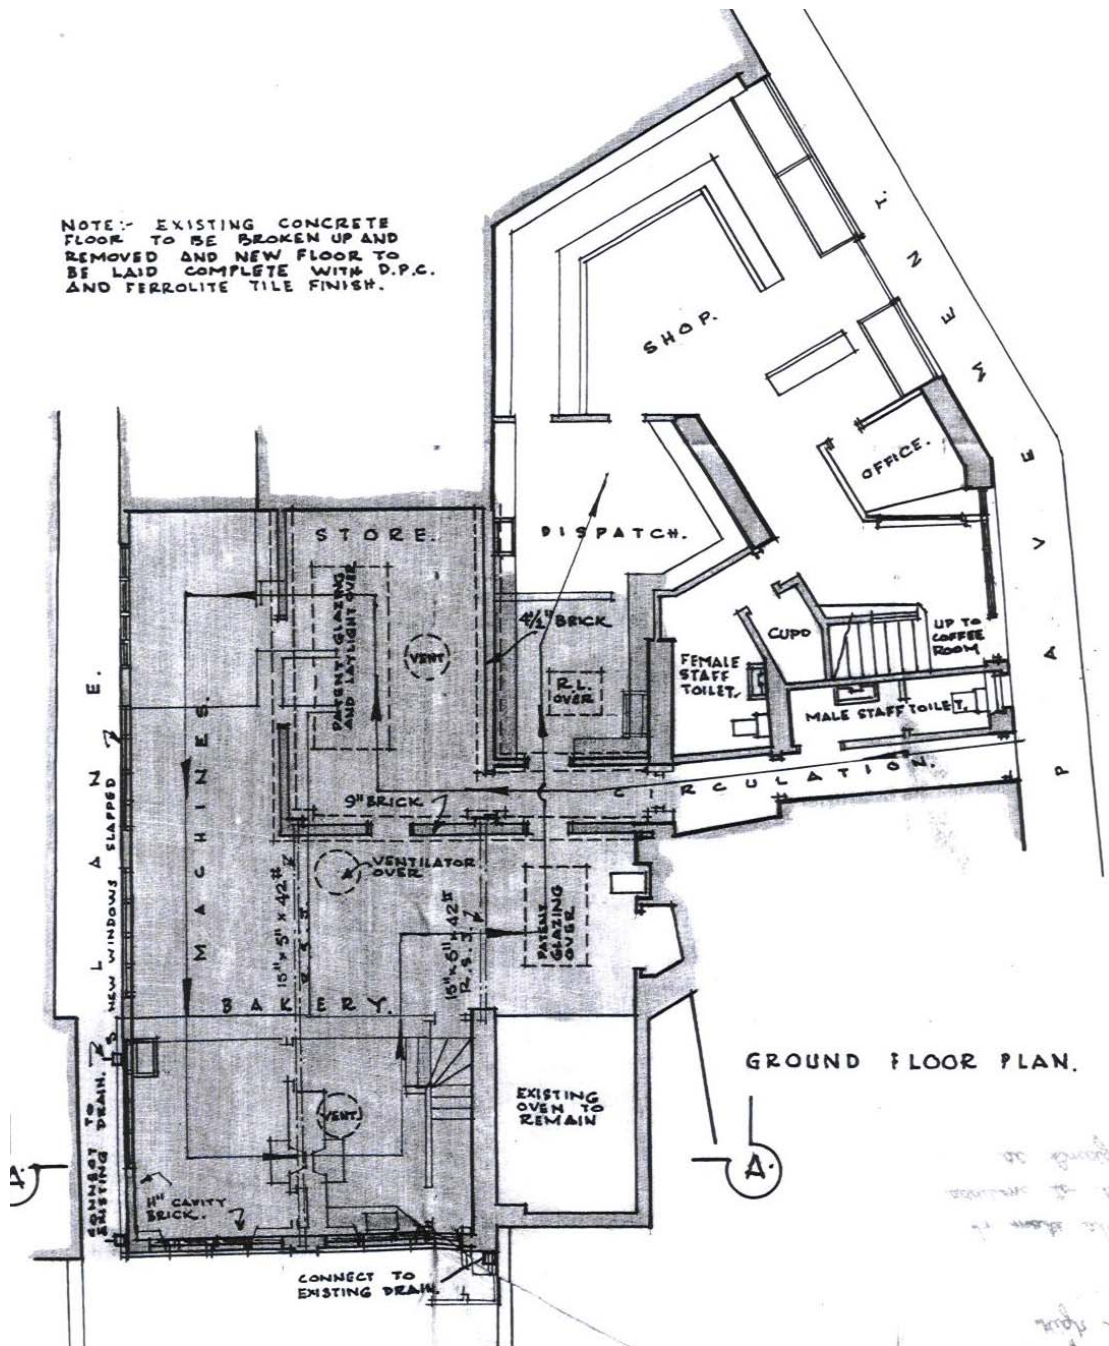 NOTE:- EXISTING CONCRETE
FLOOR TO BE BROKEN UP AND
REMOVED AND NEW FLOOR TO
BE LAID COMPLETE WITH D.P.C.
AND FERROLITE TILE FINISH.
SHOP.
PAVEMENT.
OFFICE.
STORE.
DISPATCH.
PATENT GLAZING
AND LAYLIGHT OVER
VENT
4½" BRICK
R.L.
OVER
CUPD
UP TO
COFFEE
ROOM
FEMALE
STAFF
TOILET.
MALE STAFF TOILET.
CIRCULATION.
LANE.
MACHINES.
NEW WINDOWS SLAPPED
9" BRICK
VENTILATOR
OVER
15" x 5" x 42#
R.S.J.
15" x 6" x 42#
R.S.J.
PATENT
GLAZING
OVER
BAKERY.
GROUND FLOOR PLAN.
EXISTING
OVEN TO
REMAIN
VENT
A.
A.
CONNECT TO
EXISTING DRAIN.
11" CAVITY
BRICK.
CONNECT TO
EXISTING DRAIN.